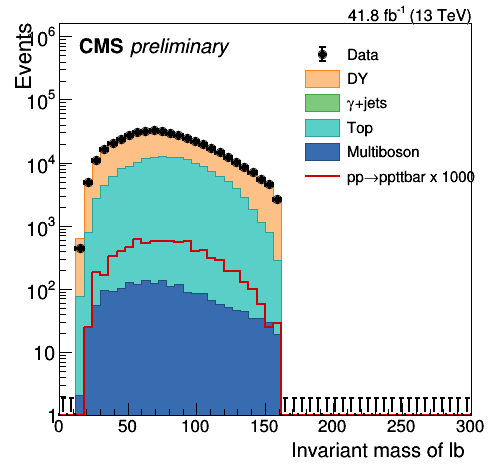 41.8 fb⁻¹ (13 TeV)
Events
CMS preliminary
Data
DY
γ+jets
Top
Multiboson
pp→ppttbar x 1000
10⁶
10⁵
10⁴
10³
10²
10
1
0 50 100 150 200 250 300
Invariant mass of lb